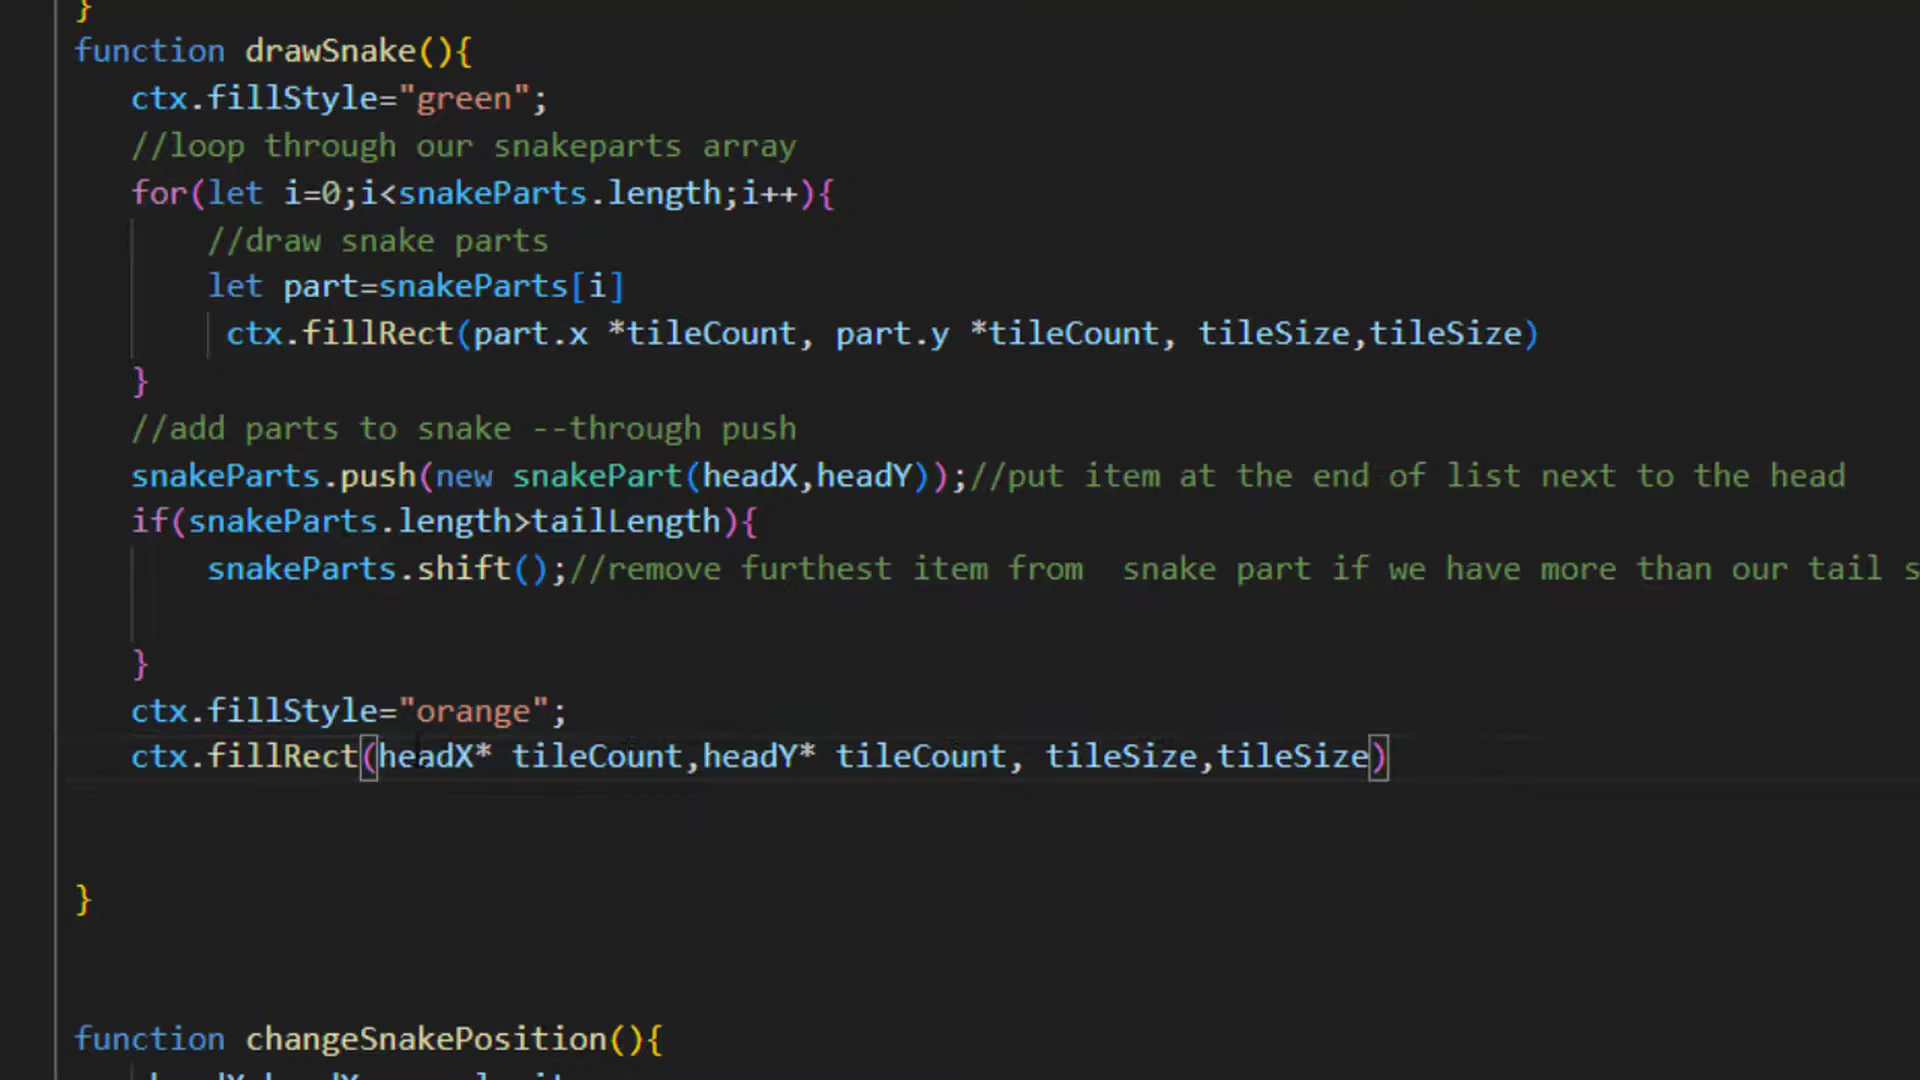 }
function drawSnake(){
ctx.fillStyle="green";
//loop through our snakeparts array
for(let i=0;i<snakeParts.length;i++){
//draw snake parts
let part=snakeParts[i]
ctx.fillRect(part.x *tileCount, part.y *tileCount, tileSize,tileSize)
}
//add parts to snake --through push
snakeParts.push(new snakePart(headX,headY));//put item at the end of list next to the head
if(snakeParts.length>tailLength){
snakeParts.shift();//remove furthest item from  snake part if we have more than our tail s
}
ctx.fillStyle="orange";
ctx.fillRect(headX* tileCount,headY* tileCount, tileSize,tileSize)
}
function changeSnakePosition(){